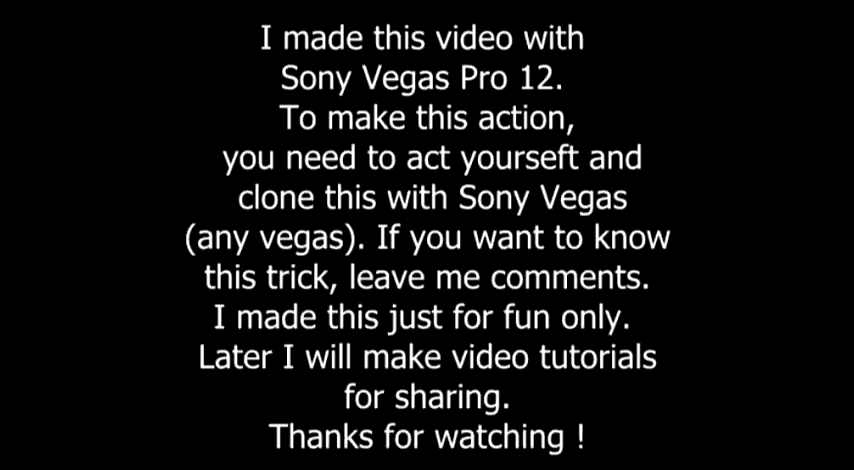 I made this video with
Sony Vegas Pro 12.
To make this action,
you need to act yourseft and
clone this with Sony Vegas
(any vegas). If you want to know
this trick, leave me comments.
I made this just for fun only.
Later I will make video tutorials
for sharing.
Thanks for watching !